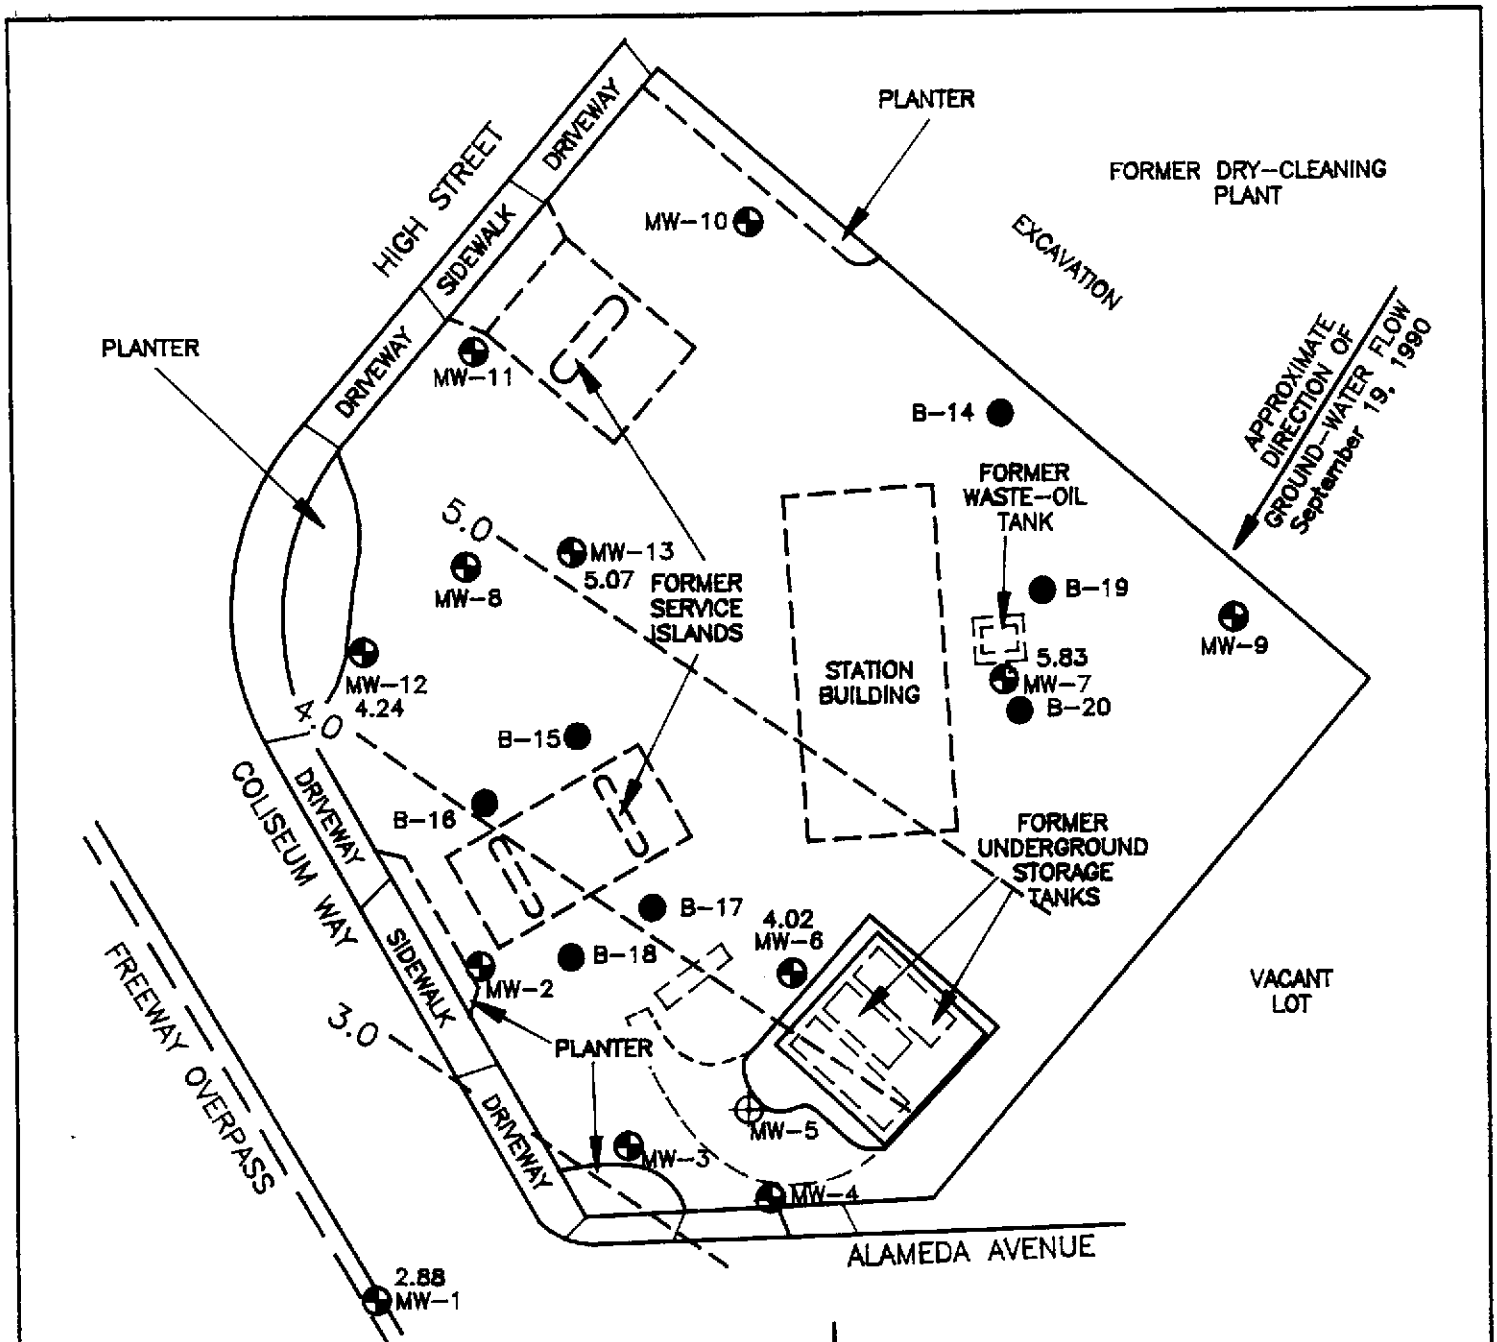 PLANTER
DRIVEWAY
HIGH STREET
FORMER DRY-CLEANING
PLANT
SIDEWALK
MW-10
EXCAVATION
APPROXIMATE
DIRECTION OF
GROUND-WATER FLOW
September 19, 1990
PLANTER
DRIVEWAY
MW-11
B-14
FORMER
WASTE-OIL
TANK
5.0
MW-13
5.07
MW-8
FORMER
SERVICE
ISLANDS
B-19
MW-9
STATION
BUILDING
5.83
MW-7
B-20
MW-12
4.24
4.0
B-15
COLISEUM WAY
DRIVEWAY
B-16
FORMER
UNDERGROUND
STORAGE
TANKS
B-17
4.02
MW-6
B-18
MW-2
SIDEWALK
VACANT
LOT
FREEWAY OVERPASS
3.0
PLANTER
DRIVEWAY
MW-5
MW-3
MW-4
ALAMEDA AVENUE
2.88
MW-1